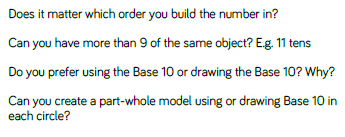 Does it matter which order you build the number in?
Can you have more than 9 of the same object? E.g. 11 tens
Do you prefer using the Base 10 or drawing the Base 10? Why?
Can you create a part-whole model using or drawing Base 10 in
each circle?